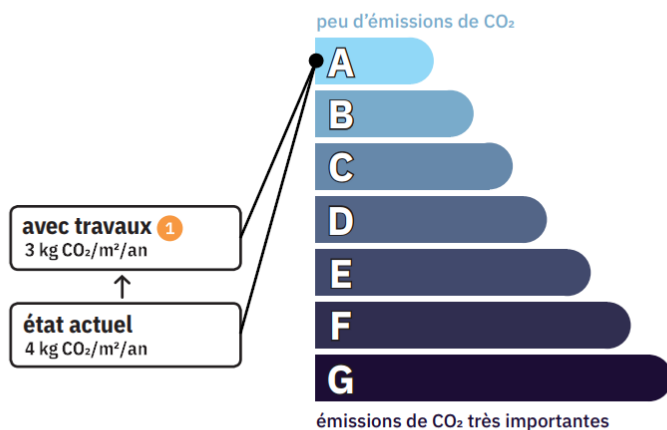 peu d'émissions de CO₂
A
B
C
D
E
F
G
émissions de CO₂ très importantes
avec travaux 1
3 kg CO₂/m²/an
état actuel
4 kg CO₂/m²/an